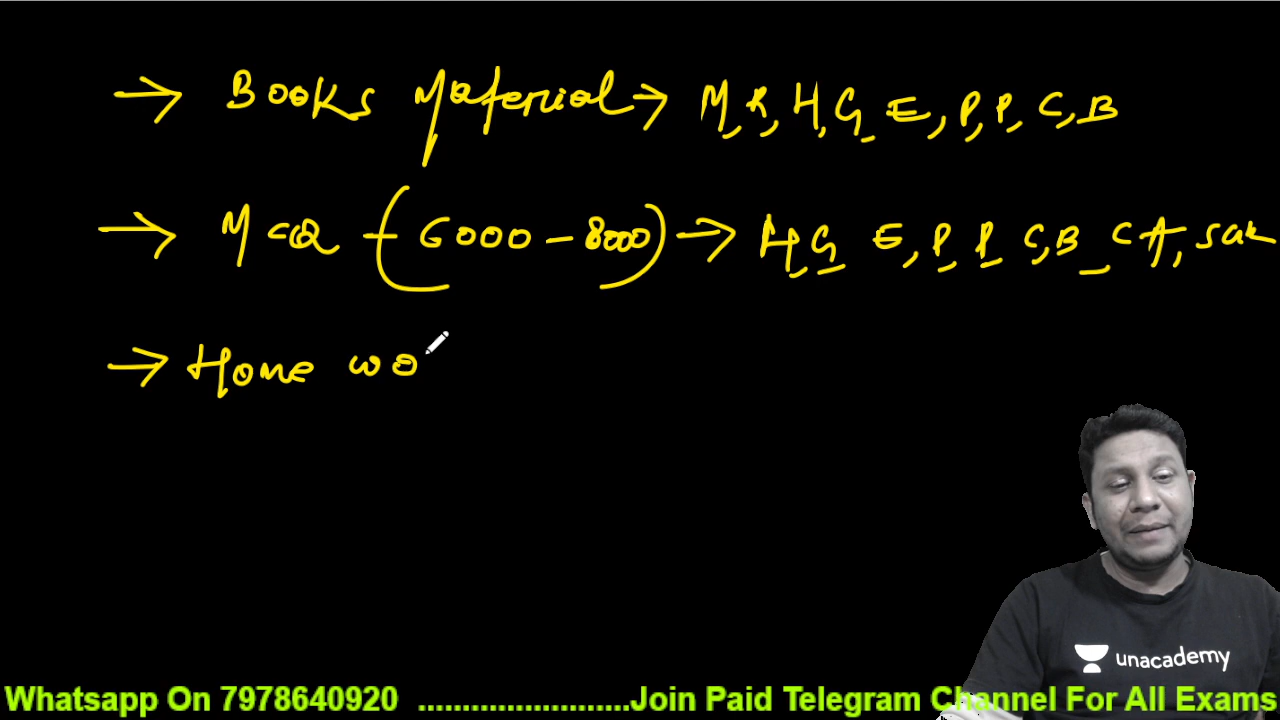 → Books Material → M, R, H, G, E, P, P, C, B
→ MCQ - (6000 - 8000) → H, G, E, P, P, C, B, CA,
→ Home wo
unacademy
Whatsapp On 7978640920 .........................Join Paid Telegram Channel For All Exams